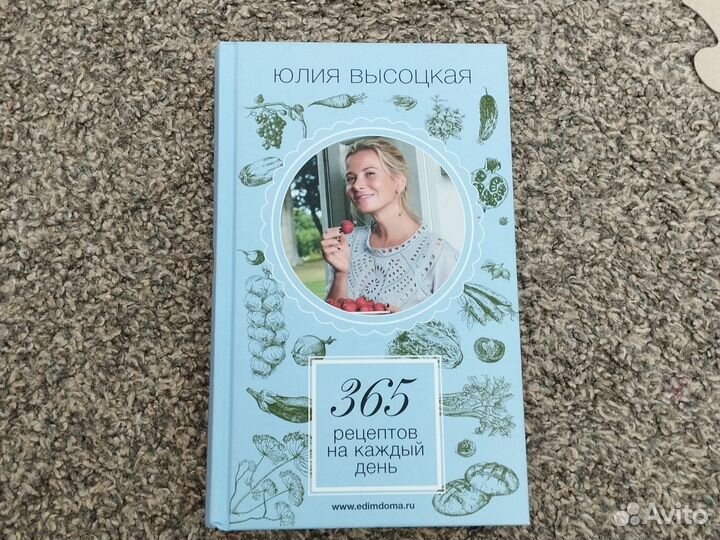 ЮЛИЯ ВЫСОЦКАЯ
365
рецептов
на каждый
день
www.edimdoma.ru
Avito